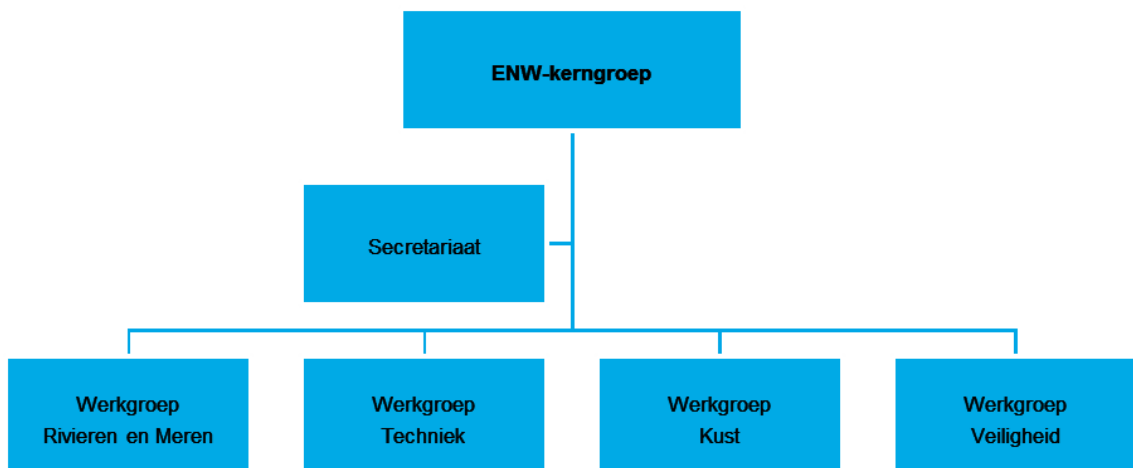 ENW-kerngroep
Secretariaat
Werkgroep
Rivieren en Meren
Werkgroep
Techniek
Werkgroep
Kust
Werkgroep
Veiligheid